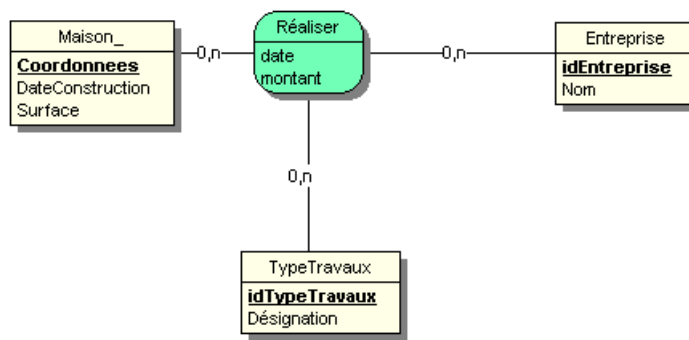 Maison_
Coordonnees
DateConstruction
Surface
0,n
Réaliser
date
montant
0,n
Entreprise
idEntreprise
Nom
0,n
TypeTravaux
idTypeTravaux
Désignation